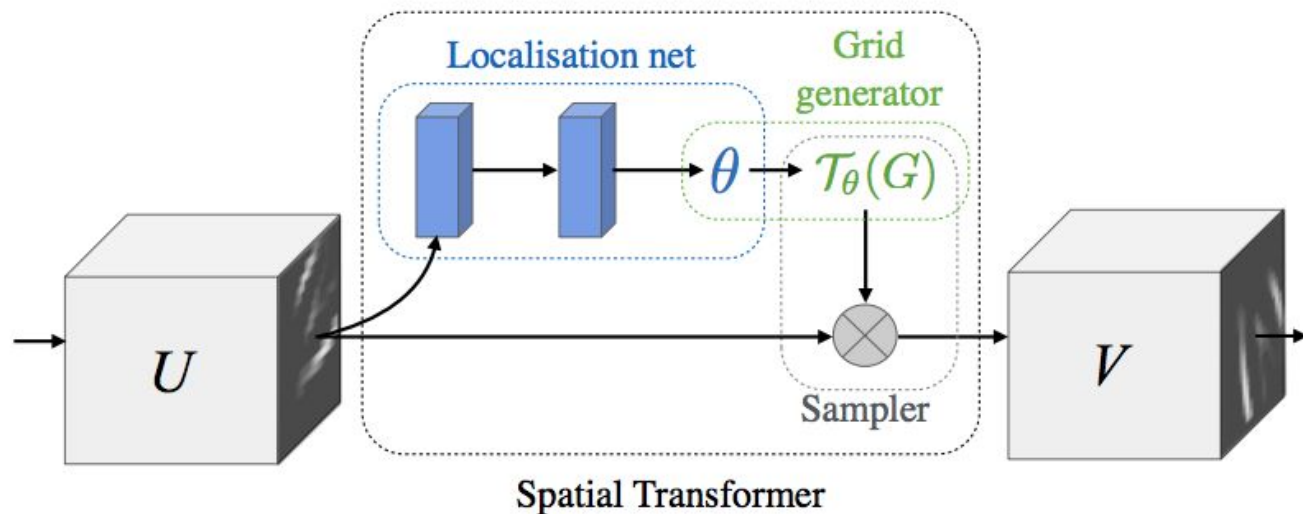 Localisation net
Grid
generator
θ
𝒯θ(G)
U
V
Sampler
Spatial Transformer